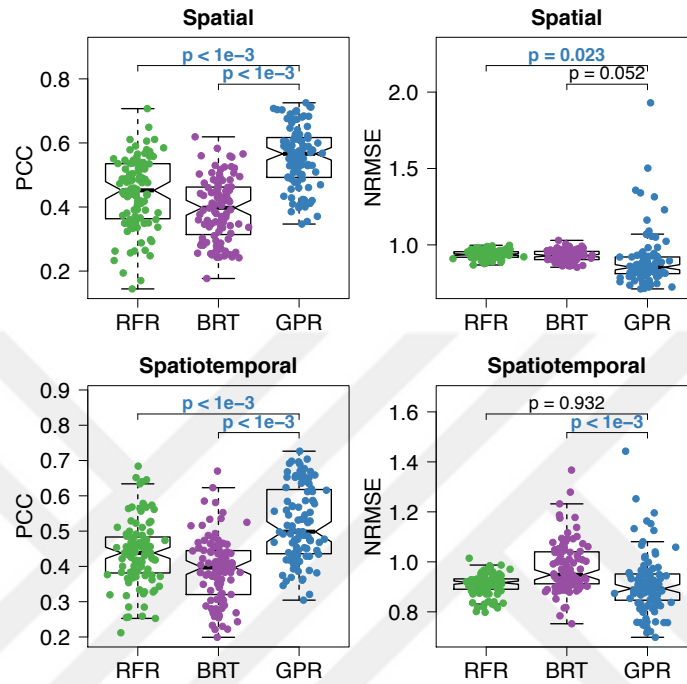 Spatial
p < 1e−3
p < 1e−3
PCC
0.8
0.6
0.4
0.2
RFR BRT GPR
Spatial
p = 0.023
p = 0.052
NRMSE
2.0
1.5
1.0
RFR BRT GPR
Spatiotemporal
p < 1e−3
p < 1e−3
PCC
0.9
0.8
0.7
0.6
0.5
0.4
0.3
0.2
RFR BRT GPR
Spatiotemporal
p = 0.932
p < 1e−3
NRMSE
1.6
1.4
1.2
1.0
0.8
RFR BRT GPR